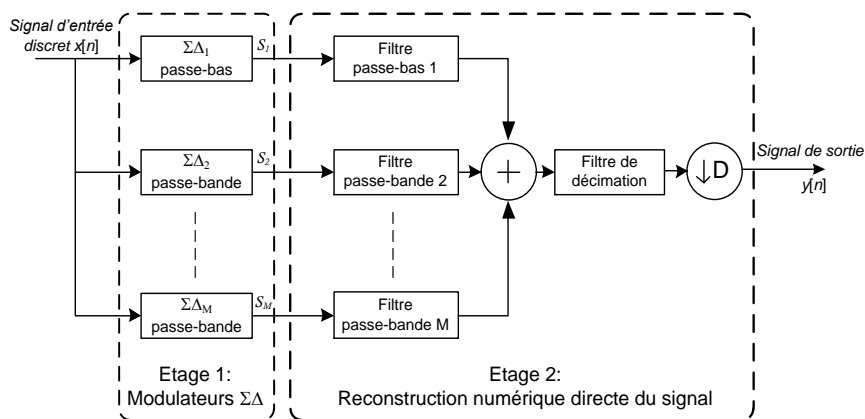 Signal d'entrée
discret x[n]
ΣΔ1
passe-bas
S1
Filtre
passe-bas 1
ΣΔ2
passe-bande
S2
Filtre
passe-bande 2
+
Filtre de
décimation
↓D
Signal de sortie
y[n]
ΣΔM
passe-bande
SM
Filtre
passe-bande M
Etage 1:
Modulateurs ΣΔ
Etage 2:
Reconstruction numérique directe du signal